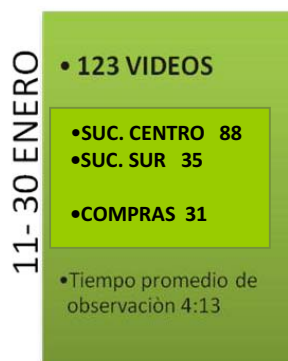 11- 30 ENERO
• 123 VIDEOS
•SUC. CENTRO 88
•SUC. SUR 35
•COMPRAS 31
•Tiempo promedio de
observaciòn 4:13